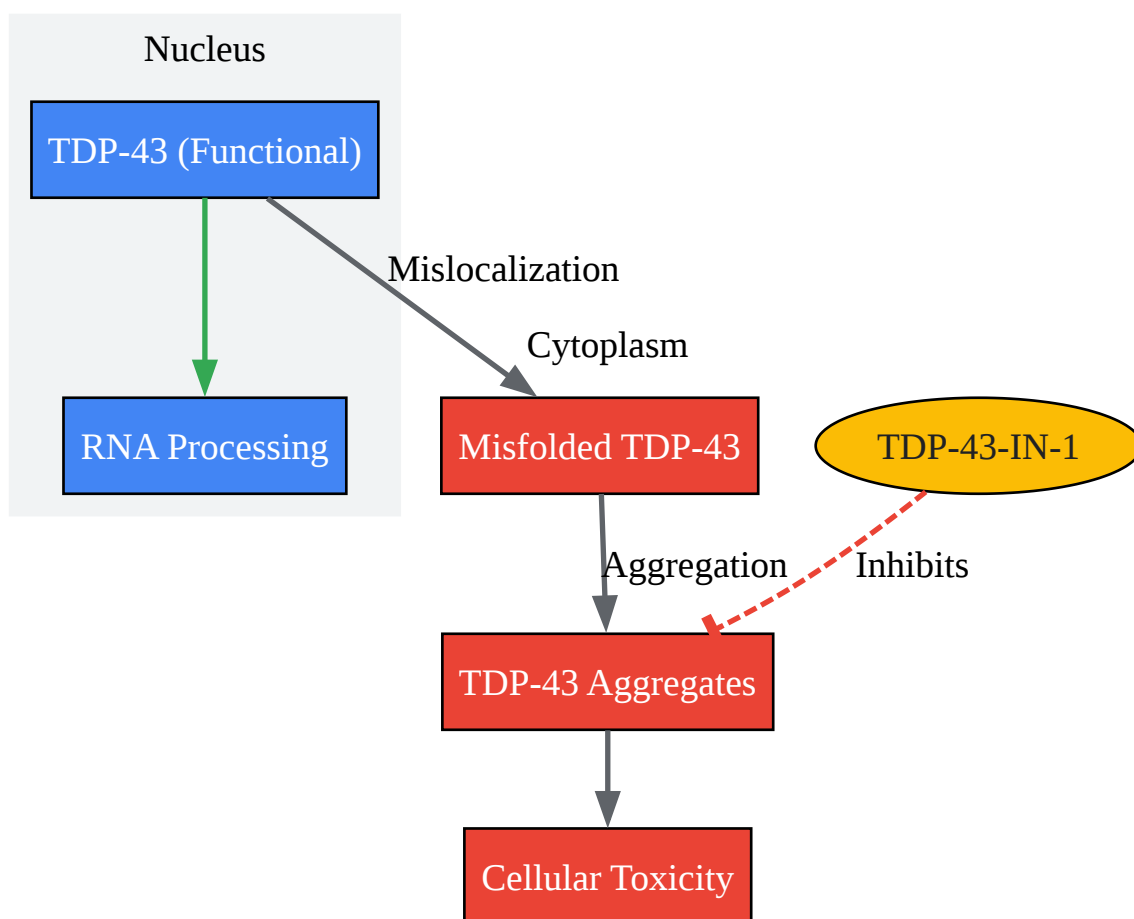 Nucleus
TDP-43 (Functional)
Mislocalization
Cytoplasm
RNA Processing
Misfolded TDP-43
TDP-43-IN-1
Aggregation
Inhibits
TDP-43 Aggregates
Cellular Toxicity